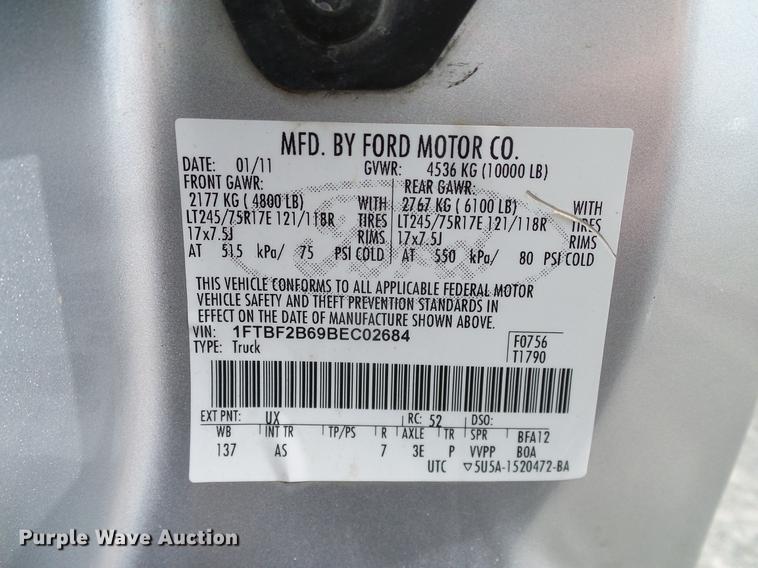 MFD. BY FORD MOTOR CO.
DATE: 01/11 GVWR: 4536 KG (10000 LB)
FRONT GAWR: REAR GAWR:
2177 KG ( 4800 LB) WITH 2767 KG ( 6100 LB) WITH
LT245/75R17E 121/118R TIRES LT245/75R17E 121/118R TIRES
17x7.5J RIMS 17x7.5J RIMS
AT 515 kPa/ 75 PSI COLD AT 550 kPa/ 80 PSI COLD
THIS VEHICLE CONFORMS TO ALL APPLICABLE FEDERAL MOTOR
VEHICLE SAFETY AND THEFT PREVENTION STANDARDS IN
EFFECT ON THE DATE OF MANUFACTURE SHOWN ABOVE.
VIN: 1FTBF2B69BEC02684
TYPE: Truck
F0756
T1790
EXT PNT: UX RC: 52 DSO:
WB INT TR TP/PS R AXLE TR SPR BFA12
137 AS 7 3E P VVPP BOA
UTC ▽5U5A-1520472-BA
Purple Wave Auction